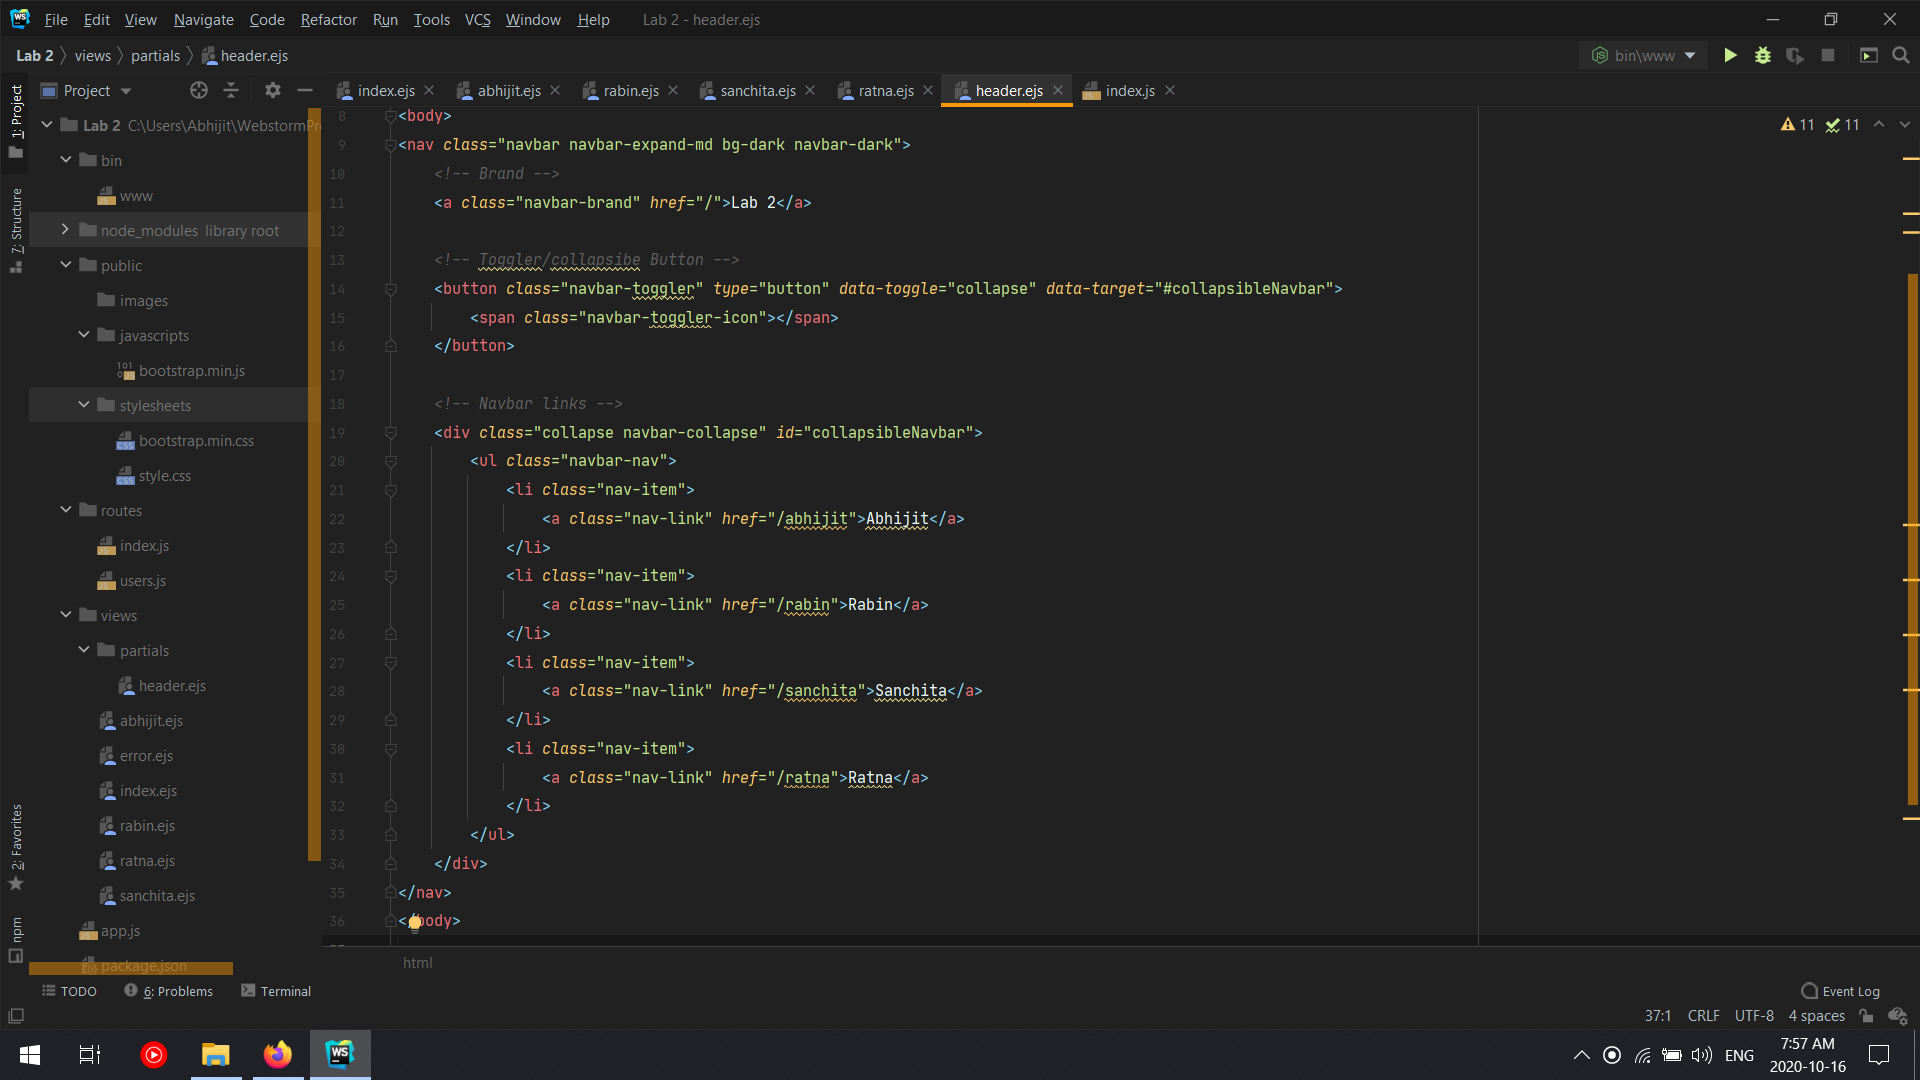 WS File Edit View Navigate Code Refactor Run Tools VCS Window Help Lab 2 - header.ejs
Lab 2 views partials header.ejs bin\www
1: Project
7: Structure
2: Favorites
npm
Project
Lab 2 C:\Users\Abhijit\WebstormPr
bin
www
node_modules library root
public
images
javascripts
bootstrap.min.js
stylesheets
bootstrap.min.css
style.css
routes
index.js
users.js
views
partials
header.ejs
abhijit.ejs
error.ejs
index.ejs
rabin.ejs
ratna.ejs
sanchita.ejs
app.js
package.json
index.ejs abhijit.ejs rabin.ejs sanchita.ejs ratna.ejs header.ejs index.js
11 11
8 <body>
9 <nav class="navbar navbar-expand-md bg-dark navbar-dark">
10 <!-- Brand -->
11 <a class="navbar-brand" href="/">Lab 2</a>
12
13 <!-- Toggler/collapsibe Button -->
14 <button class="navbar-toggler" type="button" data-toggle="collapse" data-target="#collapsibleNavbar">
15 <span class="navbar-toggler-icon"></span>
16 </button>
17
18 <!-- Navbar links -->
19 <div class="collapse navbar-collapse" id="collapsibleNavbar">
20 <ul class="navbar-nav">
21 <li class="nav-item">
22 <a class="nav-link" href="/abhijit">Abhijit</a>
23 </li>
24 <li class="nav-item">
25 <a class="nav-link" href="/rabin">Rabin</a>
26 </li>
27 <li class="nav-item">
28 <a class="nav-link" href="/sanchita">Sanchita</a>
29 </li>
30 <li class="nav-item">
31 <a class="nav-link" href="/ratna">Ratna</a>
32 </li>
33 </ul>
34 </div>
35 </nav>
36 </body>
html
TODO 6: Problems Terminal Event Log
37:1 CRLF UTF-8 4 spaces
WS ENG 7:57 AM
2020-10-16